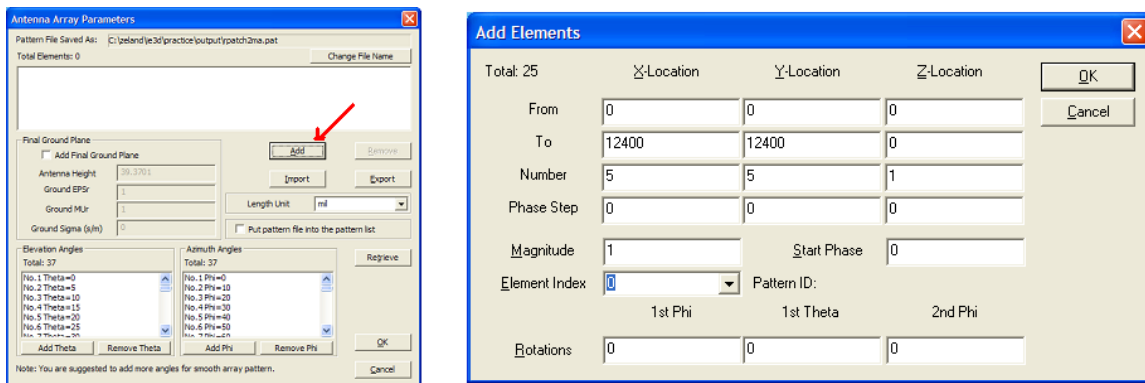 Antenna Array Parameters
Pattern File Saved As: C:\zeland\ie3d\practice\output\rpatch2ma.pat
Total Elements: 0
Change File Name
Final Ground Plane
Add Final Ground Plane
Antenna Height 39.3701
Ground EPSr 1
Ground MUr 1
Ground Sigma (s/m) 0
Add
Remove
Import
Export
Length Unit mil
Put pattern file into the pattern list
Elevation Angles
Total: 37
No.1 Theta=0
No.2 Theta=5
No.3 Theta=10
No.4 Theta=15
No.5 Theta=20
No.6 Theta=25
Add Theta
Remove Theta
Azimuth Angles
Total: 37
No.1 Phi=0
No.2 Phi=10
No.3 Phi=20
No.4 Phi=30
No.5 Phi=40
No.6 Phi=50
Add Phi
Remove Phi
Retrieve
OK
Cancel
Note: You are suggested to add more angles for smooth array pattern.
Add Elements
Total: 25
X-Location Y-Location Z-Location
From 0 0 0
To 12400 12400 0
Number 5 5 1
Phase Step 0 0 0
Magnitude 1 Start Phase 0
Element Index 0 Pattern ID:
1st Phi 1st Theta 2nd Phi
Rotations 0 0 0
OK
Cancel